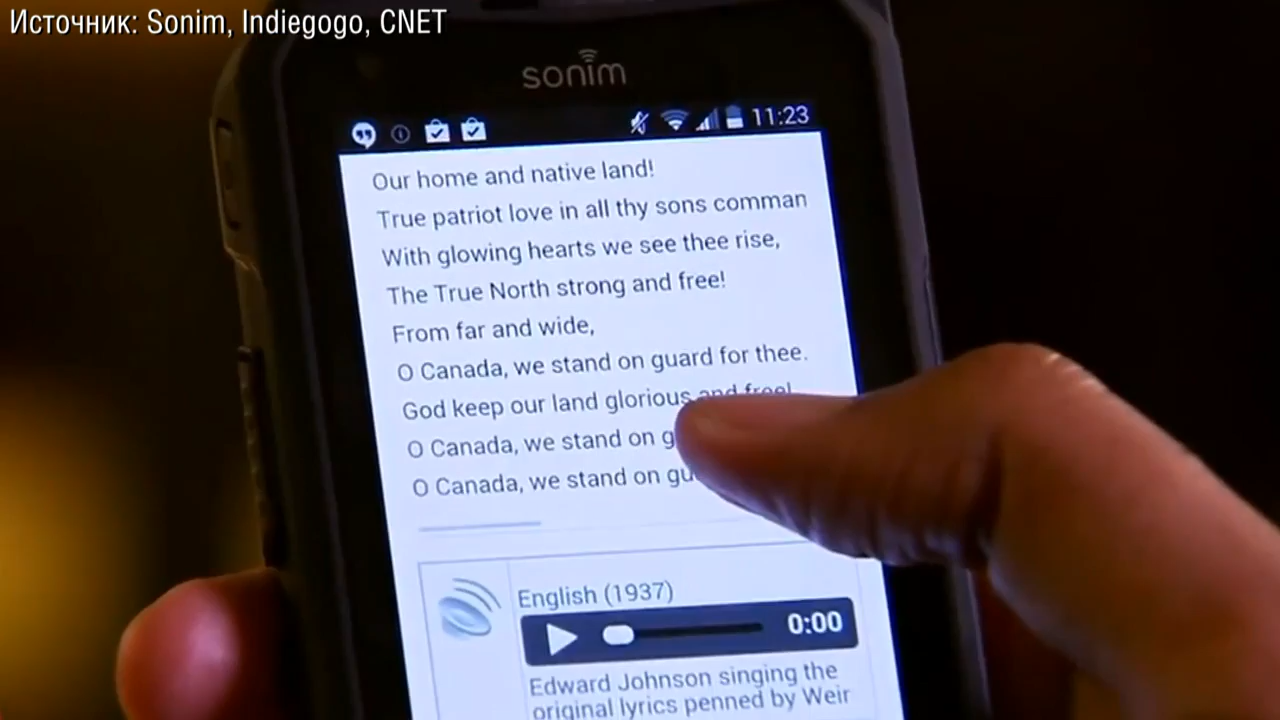 Источник: Sonim, Indiegogo, CNET
sonim
11:23
Our home and native land!
True patriot love in all thy sons comman
With glowing hearts we see thee rise,
The True North strong and free!
From far and wide,
O Canada, we stand on guard for thee.
God keep our land glorious and free!
O Canada, we stand on g
O Canada, we stand on gu
English (1937)
0:00
Edward Johnson singing the
original lyrics penned by Weir